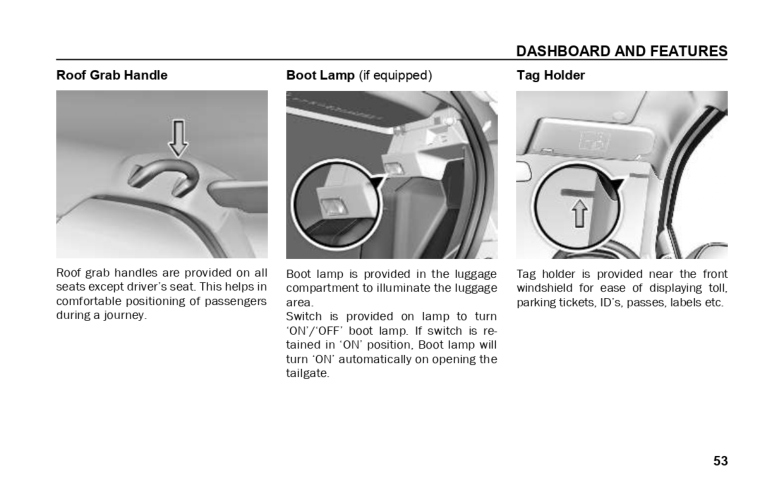 DASHBOARD AND FEATURES
Roof Grab Handle
Roof grab handles are provided on all
seats except driver's seat. This helps in
comfortable positioning of passengers
during a journey.
Boot Lamp (if equipped)
Boot lamp is provided in the luggage
compartment to illuminate the luggage
area.
Switch is provided on lamp to turn
'ON'/'OFF' boot lamp. If switch is re-
tained in 'ON' position, Boot lamp will
turn 'ON' automatically on opening the
tailgate.
Tag Holder
Tag holder is provided near the front
windshield for ease of displaying toll,
parking tickets, ID's, passes, labels etc.
53